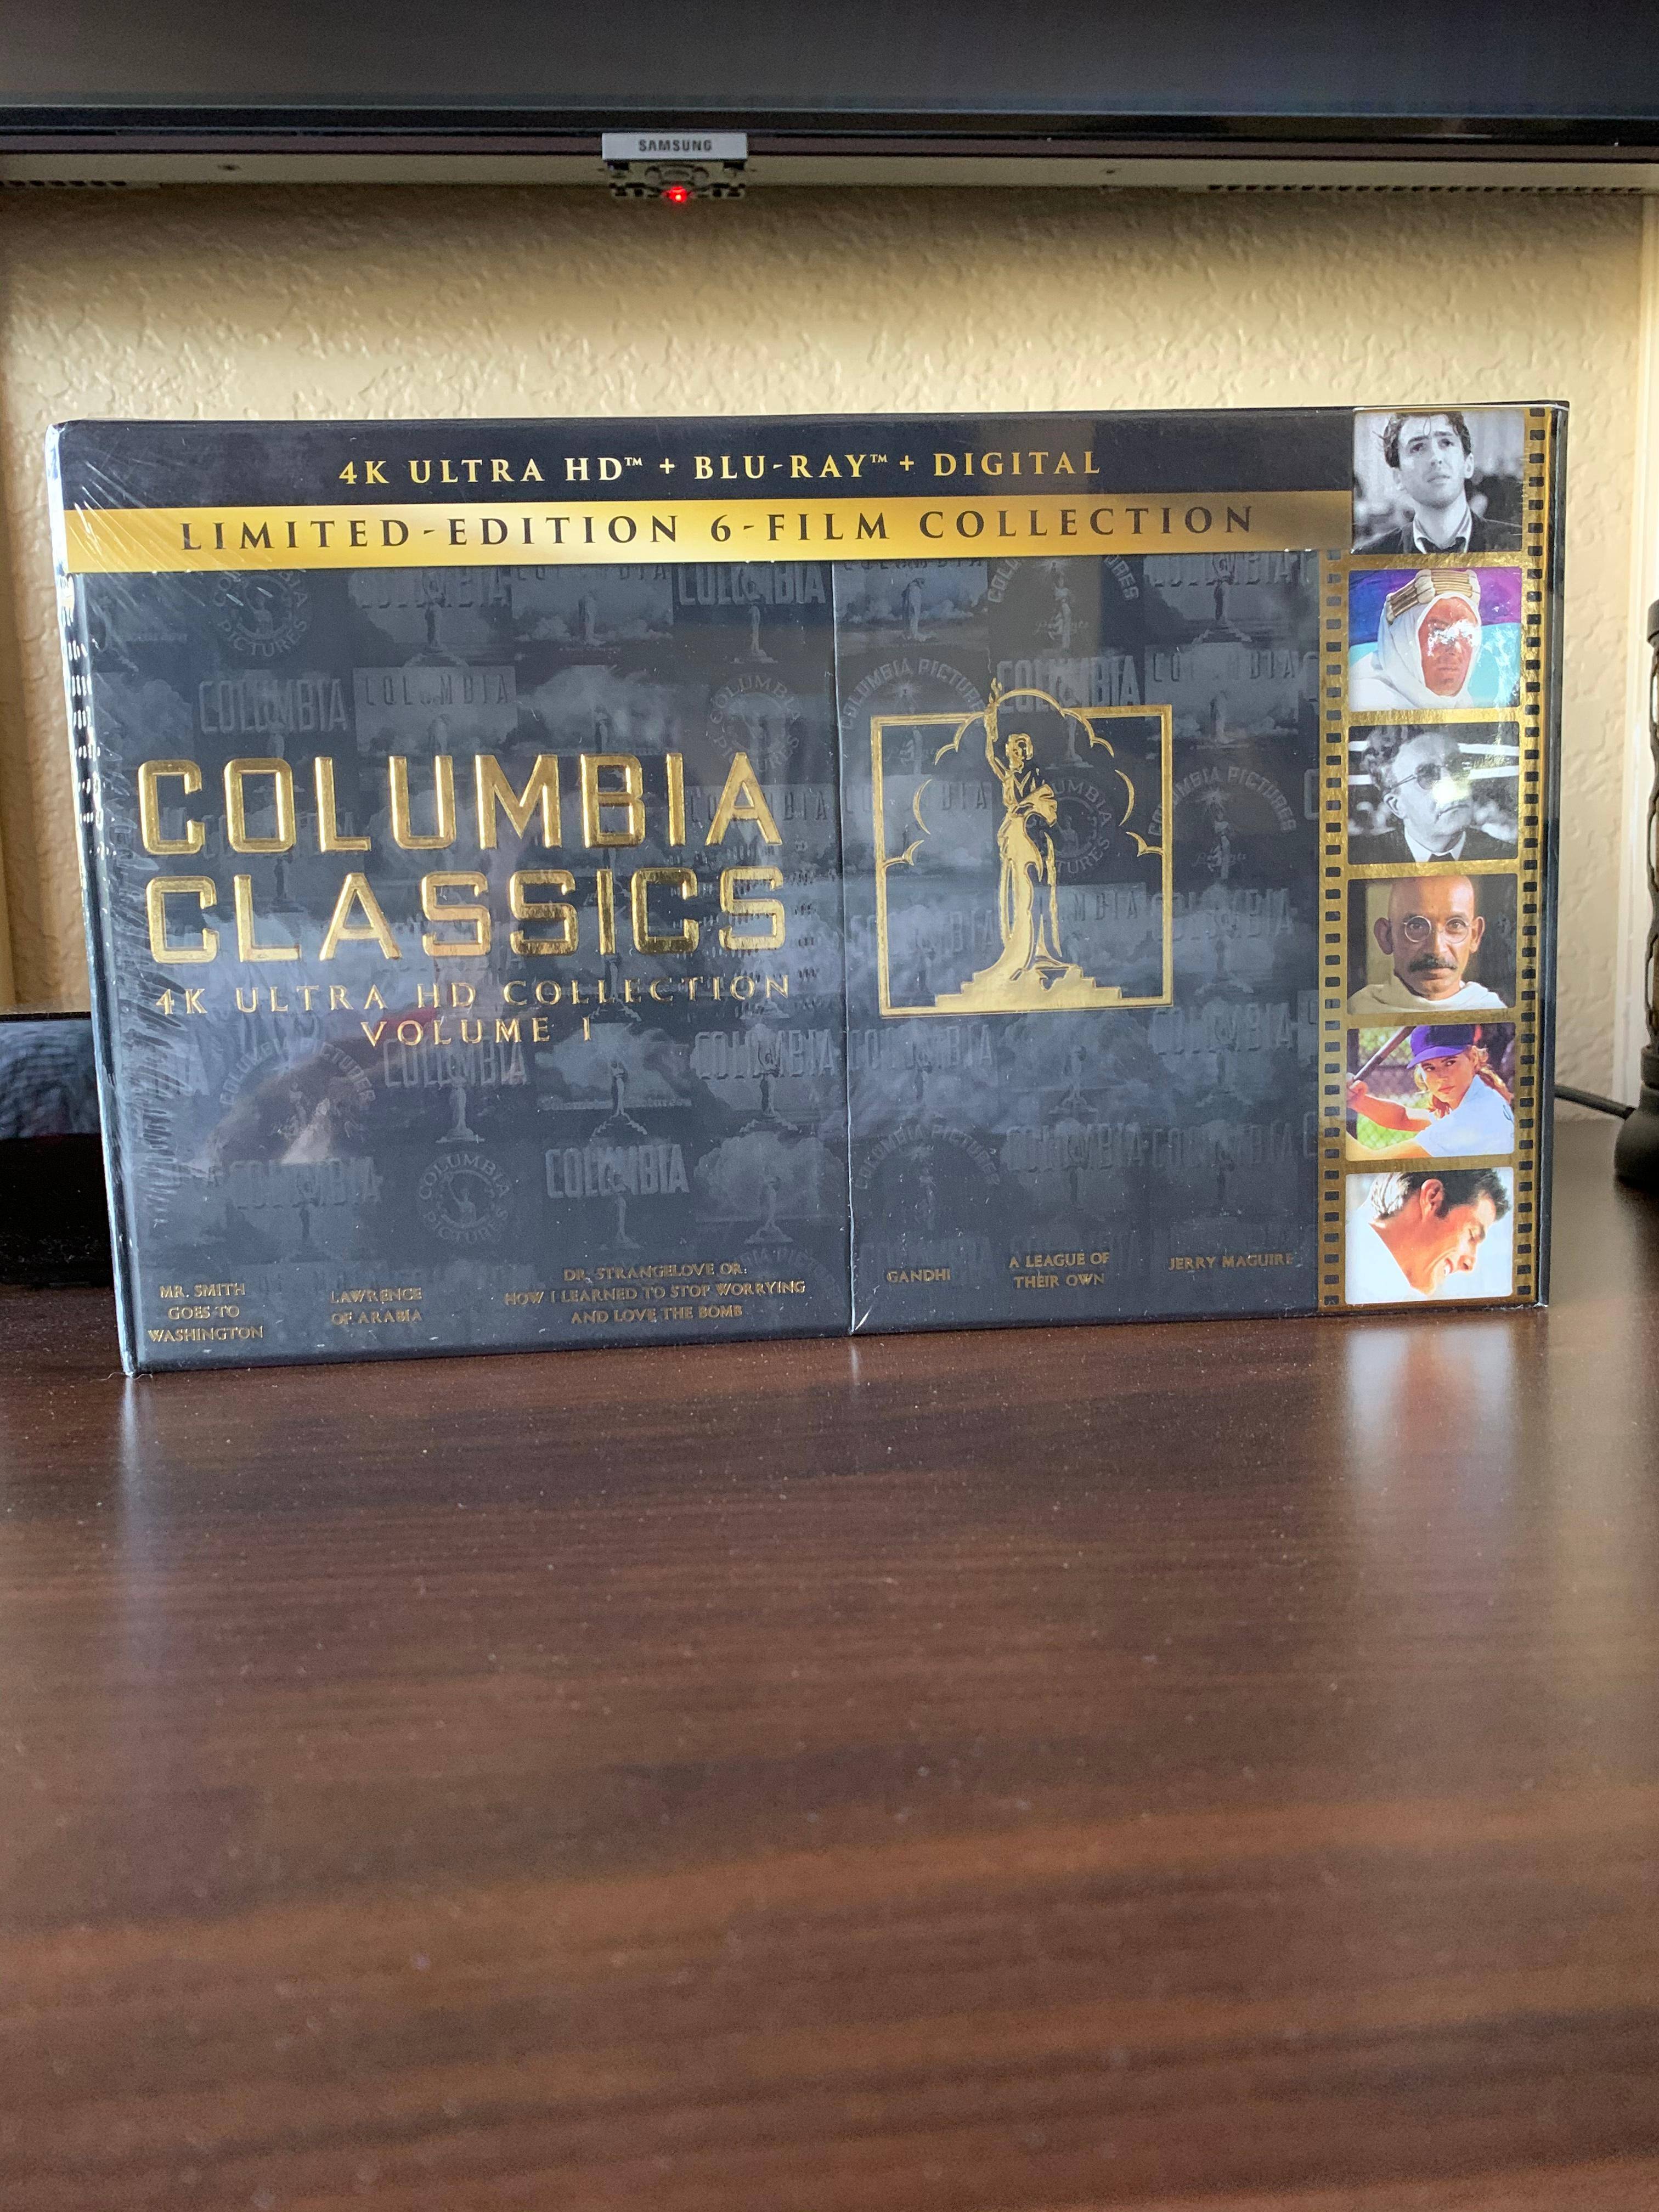 SAMSUNG
4K ULTRA HD™ + BLU-RAY™ + DIGITAL
LIMITED-EDITION 6-FILM COLLECTION
COLUMBIA
CLASSICS
4K ULTRA HD COLLECTION
VOLUME 1
MR. SMITH
GOES TO
WASHINGTON
LAWRENCE
OF ARABIA
DR. STRANGELOVE OR:
HOW I LEARNED TO STOP WORRYING
AND LOVE THE BOMB
GANDHI
A LEAGUE OF
THEIR OWN
JERRY MAGUIRE